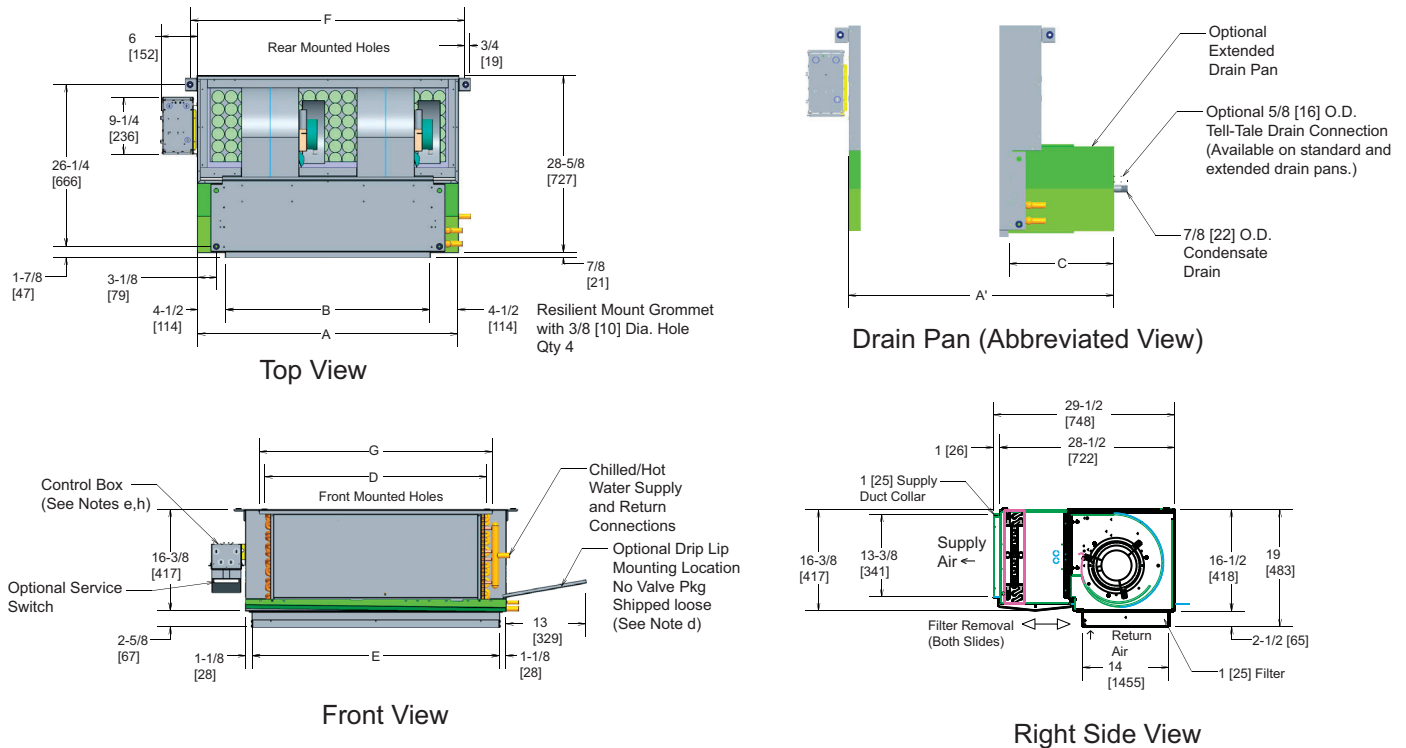 F
6
[152]
Rear Mounted Holes
3/4
[19]
9-1/4
[236]
26-1/4
[666]
28-5/8
[727]
1-7/8
[47]
3-1/8
[79]
4-1/2
[114]
B
A
4-1/2
[114]
7/8
[21]
Resilient Mount Grommet
with 3/8 [10] Dia. Hole
Qty 4
Top View
Optional
Extended
Drain Pan
Optional 5/8 [16] O.D.
Tell-Tale Drain Connection
(Available on standard and
extended drain pans.)
7/8 [22] O.D.
Condensate
Drain
C
A'
Drain Pan (Abbreviated View)
G
D
Front Mounted Holes
Control Box
(See Notes e,h)
16-3/8
[417]
Optional Service
Switch
2-5/8
[67]
1-1/8
[28]
E
1-1/8
[28]
13
[329]
Chilled/Hot
Water Supply
and Return
Connections
Optional Drip Lip
Mounting Location
No Valve Pkg
Shipped loose
(See Note d)
Front View
29-1/2
[748]
1 [26]
28-1/2
[722]
1 [25] Supply
Duct Collar
16-3/8
[417]
13-3/8
[341]
Supply
Air
16-1/2
[418]
19
[483]
Filter Removal
(Both Slides)
Return
Air
14
[1455]
2-1/2 [65]
1 [25] Filter
Right Side View